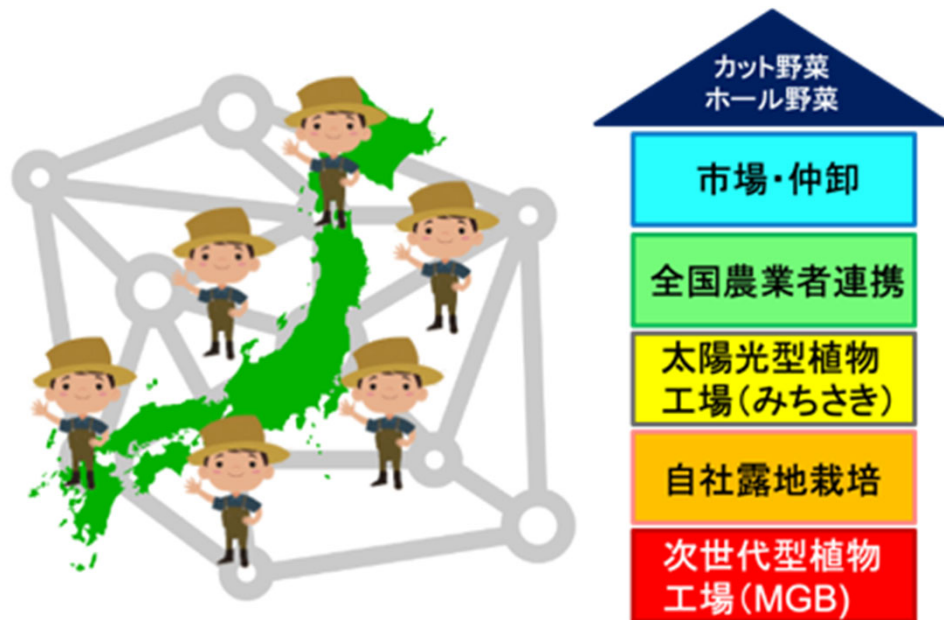 カット野菜
ホール野菜
市場・仲卸
全国農業者連携
太陽光型植物
工場(みちさき)
自社露地栽培
次世代型植物
工場(MGB)